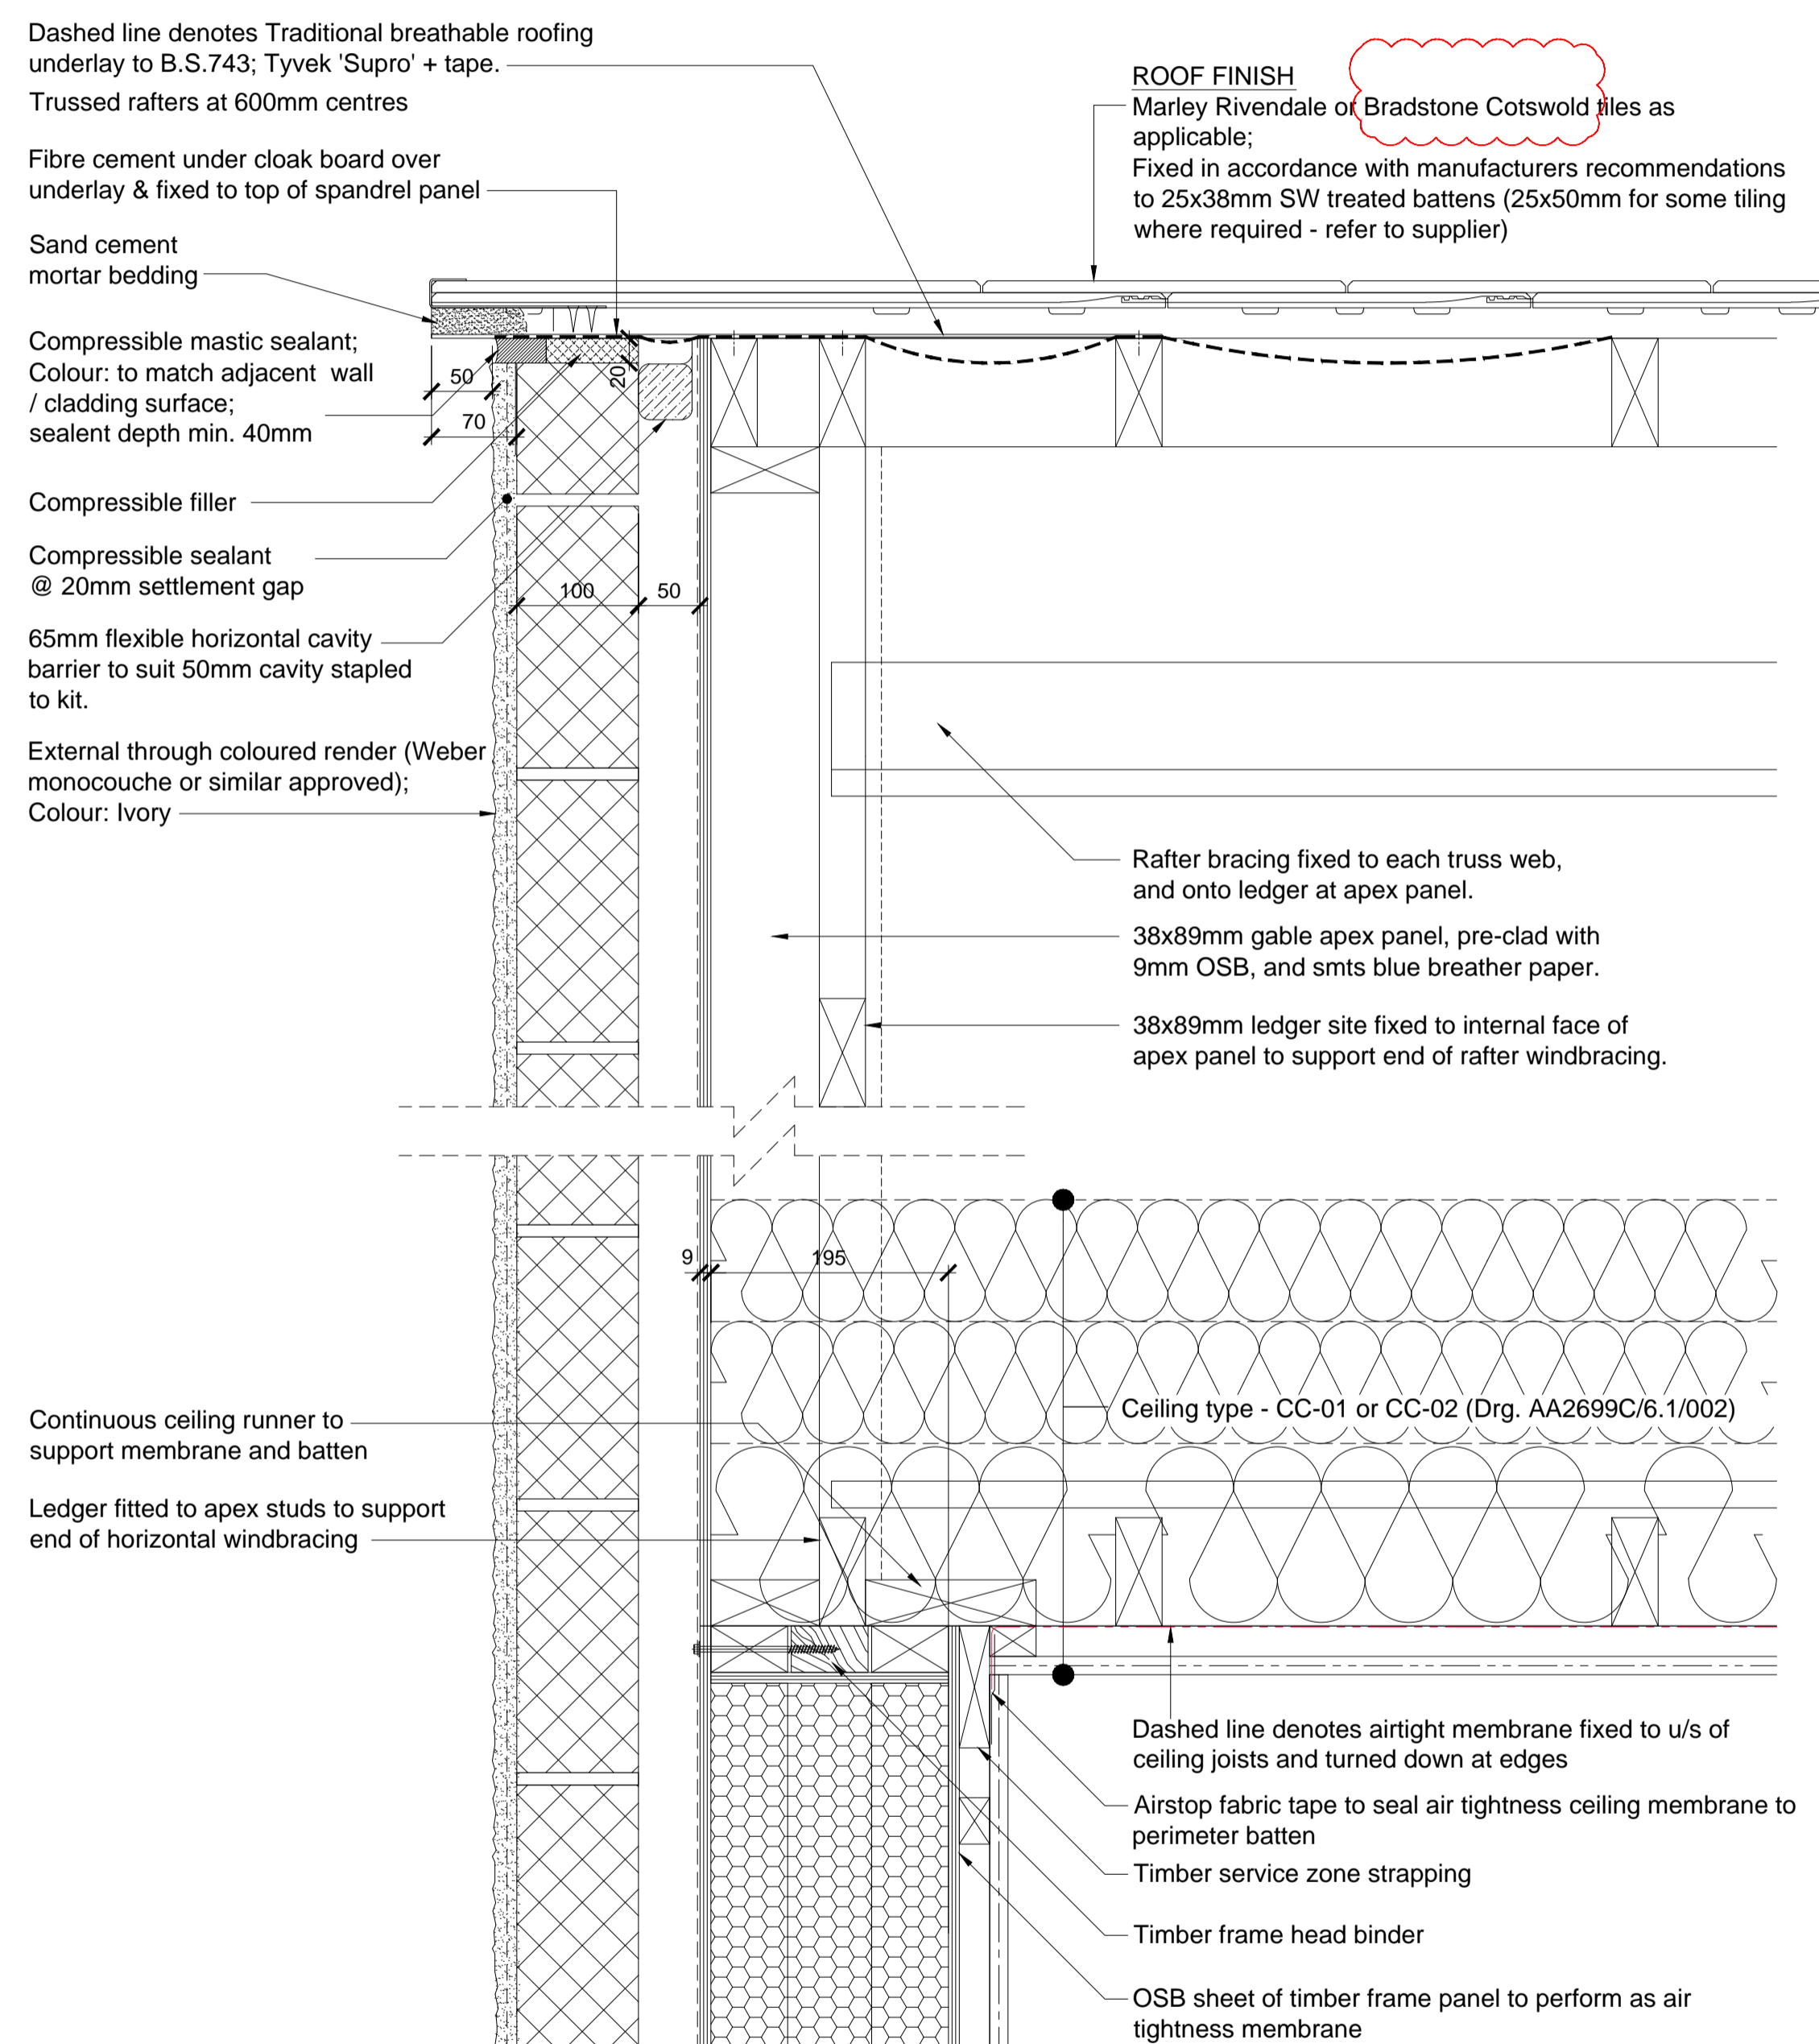 Dashed line denotes Traditional breathable roofing
underlay to B.S.743; Tyvek 'Supro' + tape.
Trussed rafters at 600mm centres
Fibre cement under cloak board over
underlay & fixed to top of spandrel panel
Sand cement
mortar bedding
Compressible mastic sealant;
Colour: to match adjacent wall
/ cladding surface;
sealent depth min. 40mm
Compressible filler
Compressible sealant
@ 20mm settlement gap
65mm flexible horizontal cavity
barrier to suit 50mm cavity stapled
to kit.
External through coloured render (Weber
monocouche or similar approved);
Colour: Ivory
Continuous ceiling runner to
support membrane and batten
Ledger fitted to apex studs to support
end of horizontal windbracing
50
70
20
100
50
9
195
ROOF FINISH
Marley Rivendale or Bradstone Cotswold tiles as
applicable;
Fixed in accordance with manufacturers recommendations
to 25x38mm SW treated battens (25x50mm for some tiling
where required - refer to supplier)
Rafter bracing fixed to each truss web,
and onto ledger at apex panel.
38x89mm gable apex panel, pre-clad with
9mm OSB, and smts blue breather paper.
38x89mm ledger site fixed to internal face of
apex panel to support end of rafter windbracing.
Ceiling type - CC-01 or CC-02 (Drg. AA2699C/6.1/002)
Dashed line denotes airtight membrane fixed to u/s of
ceiling joists and turned down at edges
Airstop fabric tape to seal air tightness ceiling membrane to
perimeter batten
Timber service zone strapping
Timber frame head binder
OSB sheet of timber frame panel to perform as air
tightness membrane